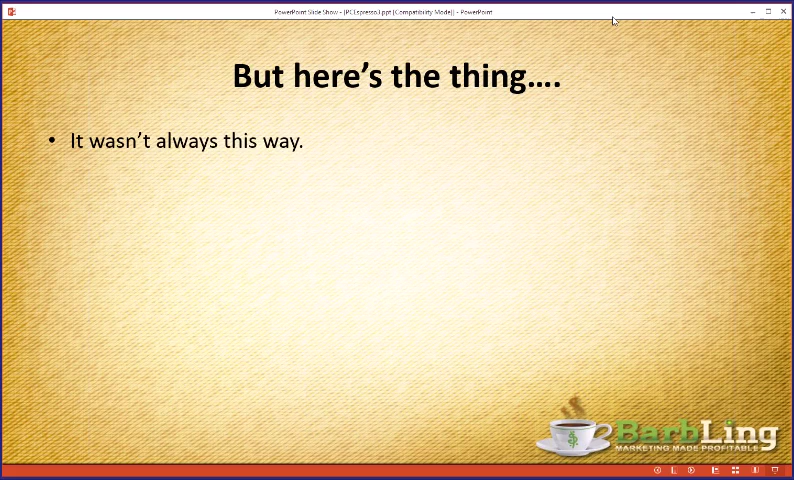 PowerPoint Slide Show - [PCEspresso3.ppt [Compatibility Mode]] - PowerPoint
But here's the thing....
• It wasn't always this way.
$
BarbLing
MARKETING MADE PROFITABLE